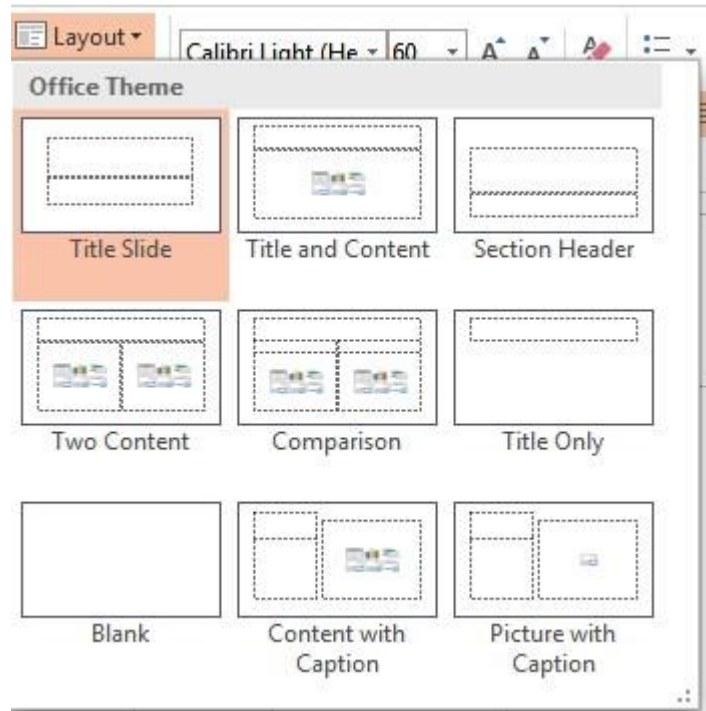 Layout
Calibri Light (He 60 A A A
Office Theme
Title Slide
Title and Content
Section Header
Two Content
Comparison
Title Only
Blank
Content with
Caption
Picture with
Caption